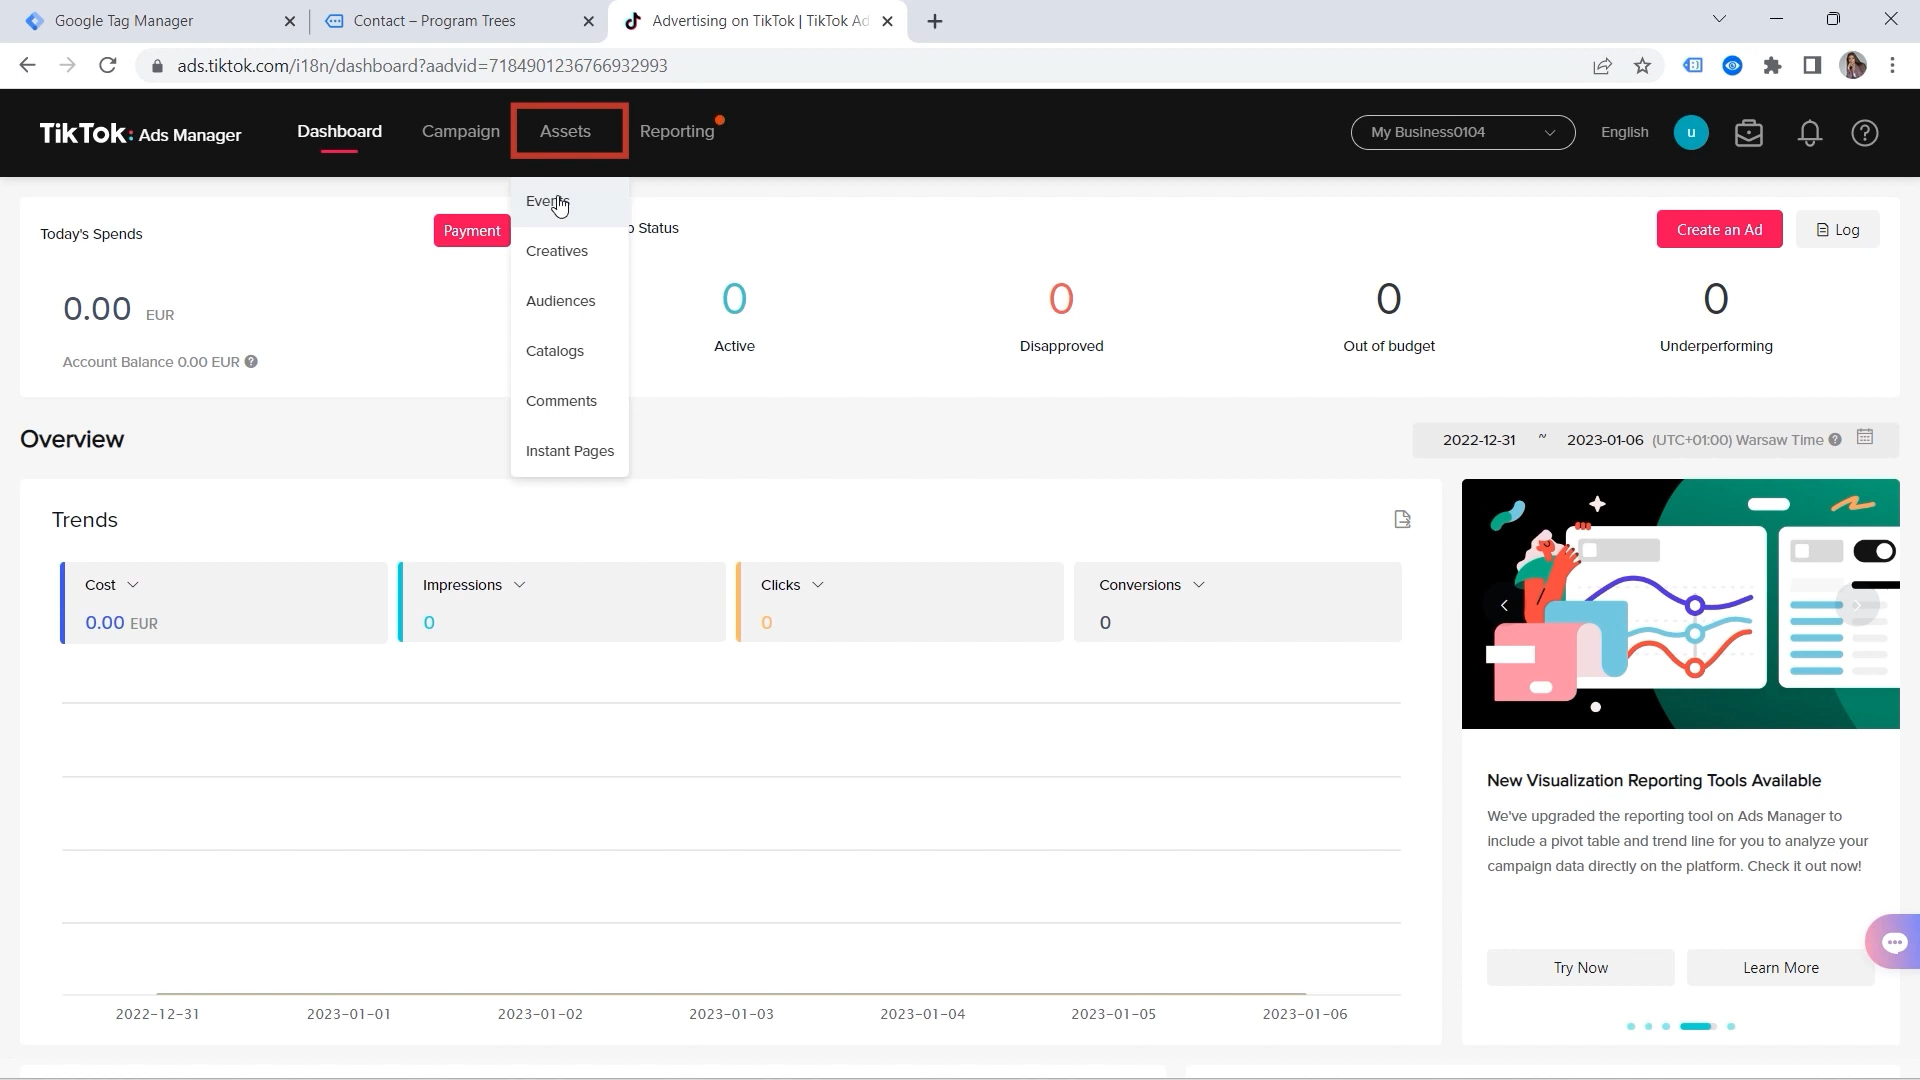 Google Tag Manager
Contact – Program Trees
Advertising on TikTok | TikTok Ad
ads.tiktok.com/i18n/dashboard?aadvid=7184901236766932993
TikTok: Ads Manager
Dashboard
Campaign
Assets
Reporting
My Business0104
English
u
Events
Creatives
Audiences
Catalogs
Comments
Instant Pages
Today's Spends
Payment
Status
Create an Ad
Log
0.00 EUR
Account Balance 0.00 EUR
0
Active
0
Disapproved
0
Out of budget
0
Underperforming
Overview
2022-12-31 ~ 2023-01-06 (UTC+01:00) Warsaw Time
Trends
Cost
0.00 EUR
Impressions
0
Clicks
0
Conversions
0
2022-12-31
2023-01-01
2023-01-02
2023-01-03
2023-01-04
2023-01-05
2023-01-06
New Visualization Reporting Tools Available
We've upgraded the reporting tool on Ads Manager to
include a pivot table and trend line for you to analyze your
campaign data directly on the platform. Check it out now!
Try Now
Learn More